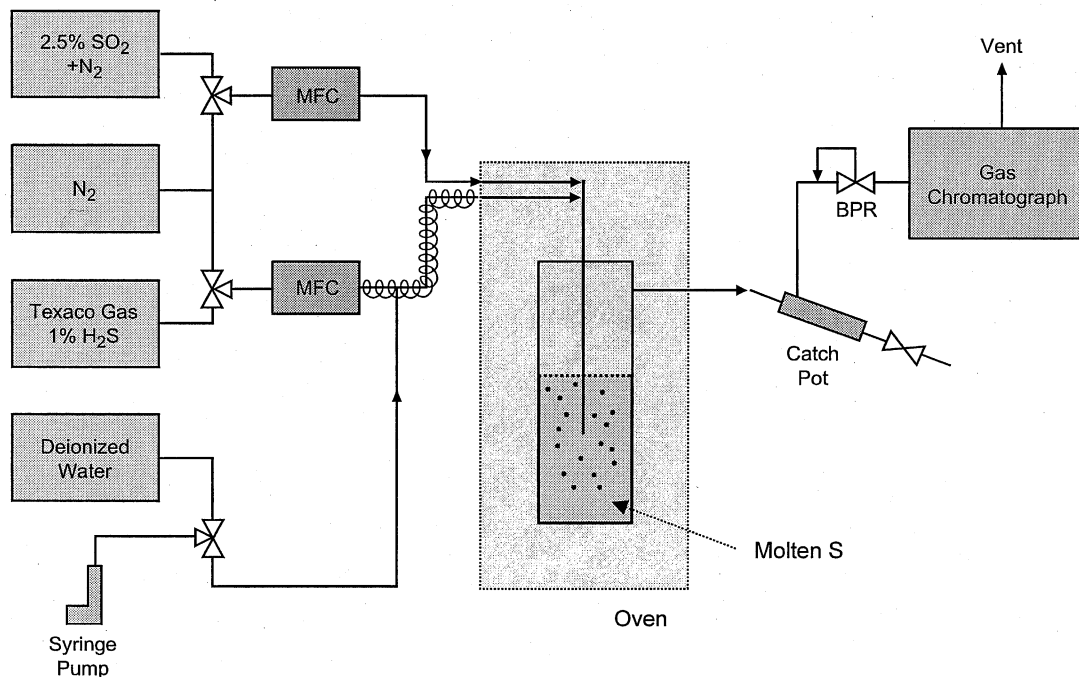 2.5% SO2
+N2
MFC
N2
Texaco Gas
1% H2S
MFC
Deionized
Water
Syringe
Pump
Molten S
Oven
Vent
Gas
Chromatograph
BPR
Catch
Pot